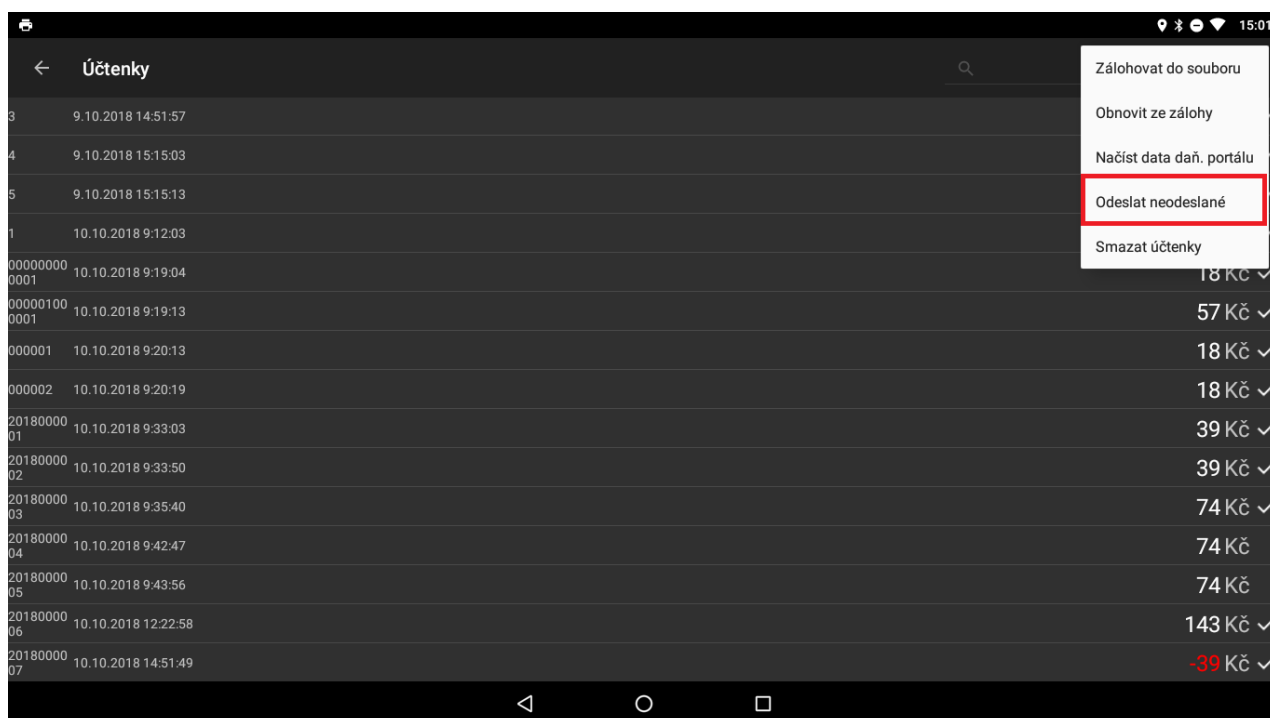 15:01
Účtenky
Zálohovat do souboru
Obnovit ze zálohy
Načíst data daň. portálu
Odeslat neodeslané
Smazat účtenky
3 9.10.2018 14:51:57
4 9.10.2018 15:15:03
5 9.10.2018 15:15:13
1 10.10.2018 9:12:03
00000000
0001 10.10.2018 9:19:04 18 Kč
00000100
0001 10.10.2018 9:19:13 57 Kč
000001 10.10.2018 9:20:13 18 Kč
000002 10.10.2018 9:20:19 18 Kč
20180000
01 10.10.2018 9:33:03 39 Kč
20180000
02 10.10.2018 9:33:50 39 Kč
20180000
03 10.10.2018 9:35:40 74 Kč
20180000
04 10.10.2018 9:42:47 74 Kč
20180000
05 10.10.2018 9:43:56 74 Kč
20180000
06 10.10.2018 12:22:58 143 Kč
20180000
07 10.10.2018 14:51:49 -39 Kč